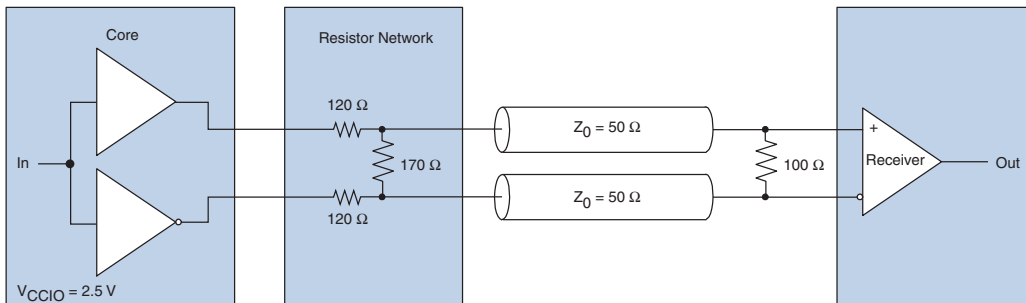 Core
Resistor Network
120 Ω
Z0 = 50 Ω
+
In
170 Ω
100 Ω
Receiver
Out
120 Ω
Z0 = 50 Ω
VCCIO = 2.5 V